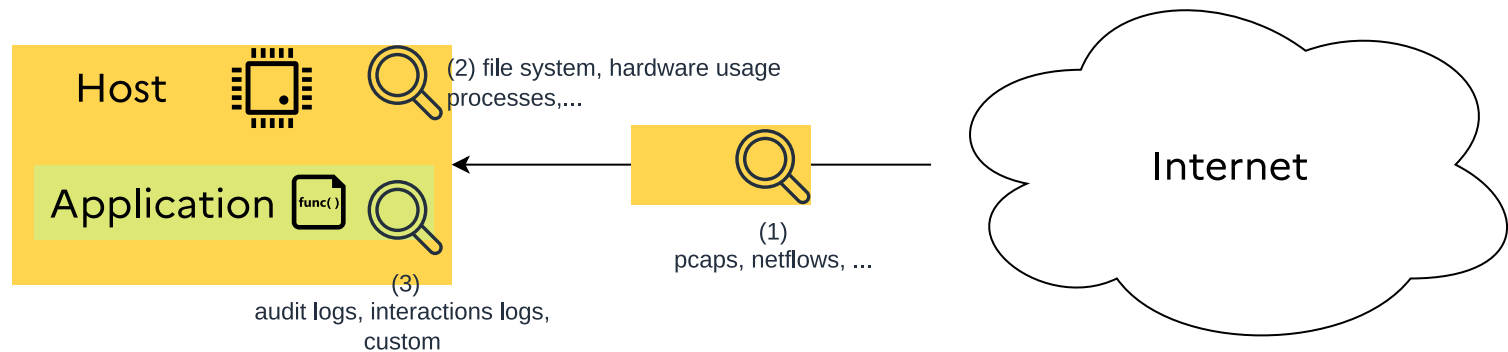 Host
(2) file system, hardware usage
processes,...
Application
func()
(1)
pcaps, netflows, ...
Internet
(3)
audit logs, interactions logs,
custom